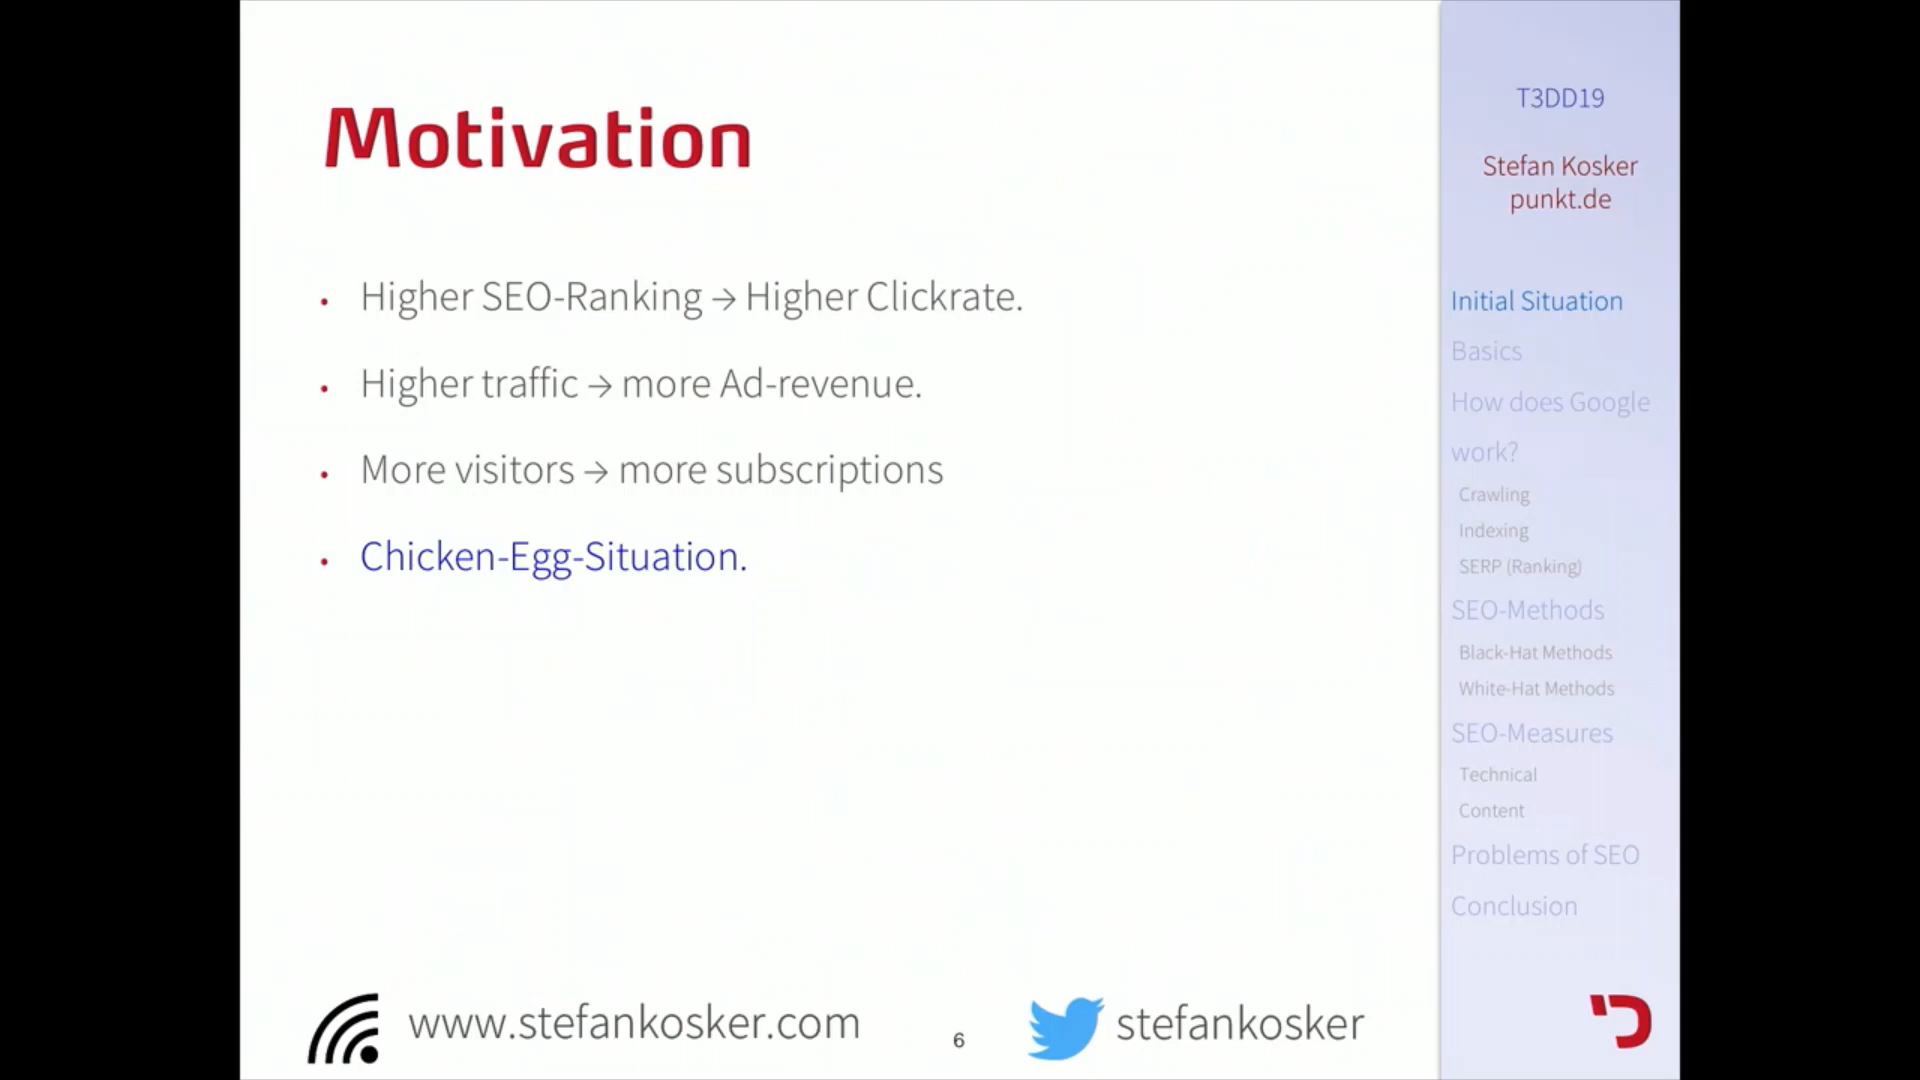 Motivation
• Higher SEO-Ranking → Higher Clickrate.
• Higher traffic → more Ad-revenue.
• More visitors → more subscriptions
• Chicken-Egg-Situation.
www.stefankosker.com
6
stefankosker
T3DD19
Stefan Kosker
punkt.de
Initial Situation
Basics
How does Google
work?
Crawling
Indexing
SERP (Ranking)
SEO-Methods
Black-Hat Methods
White-Hat Methods
SEO-Measures
Technical
Content
Problems of SEO
Conclusion